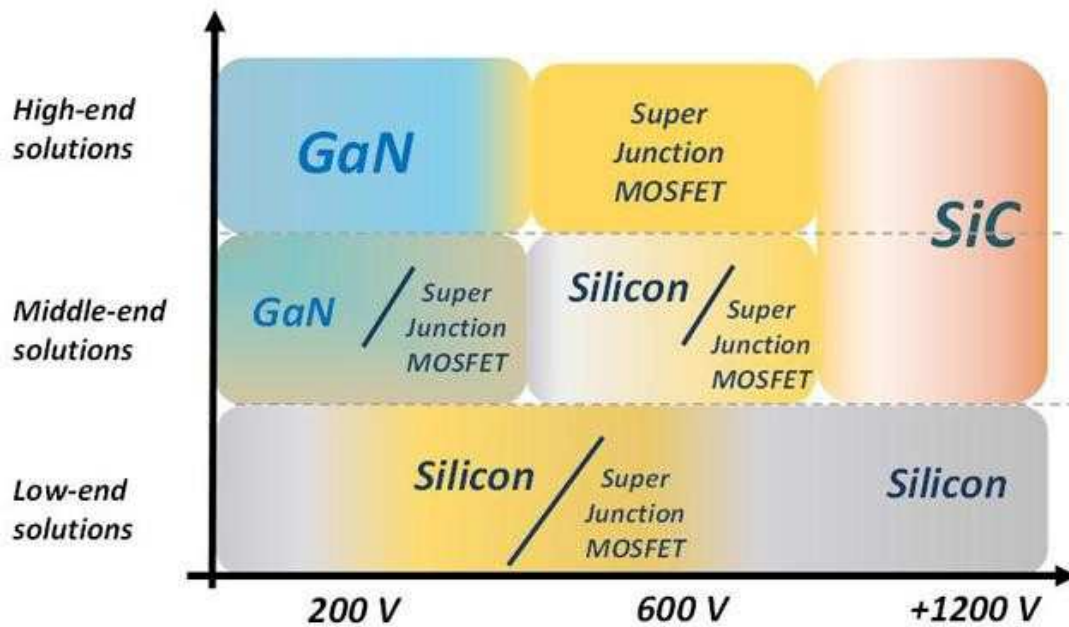 High-end
solutions
GaN
Super
Junction
MOSFET
SiC
Middle-end
solutions
GaN / Super
Junction
MOSFET
Silicon / Super
Junction
MOSFET
Low-end
solutions
Silicon / Super
Junction
MOSFET
Silicon
200 V
600 V
+1200 V